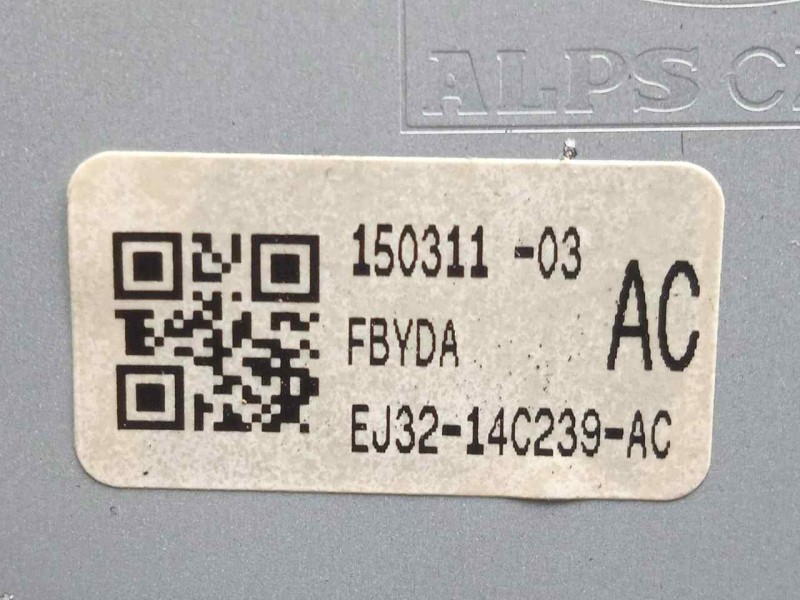 ALPS
150311 -03
FBYDA
AC
EJ32-14C239-AC